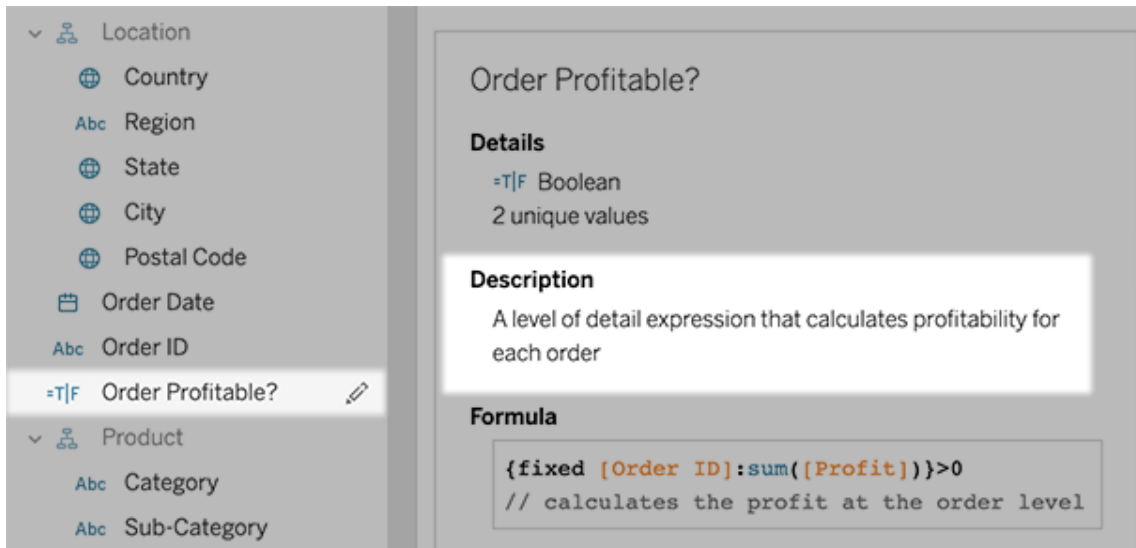 Location
Country
Abc Region
State
City
Postal Code
Order Date
Abc Order ID
=T|F Order Profitable?
Product
Abc Category
Abc Sub-Category
Order Profitable?
Details
=T|F Boolean
2 unique values
Description
A level of detail expression that calculates profitability for
each order
Formula
{fixed [Order ID]:sum([Profit])}>0
// calculates the profit at the order level